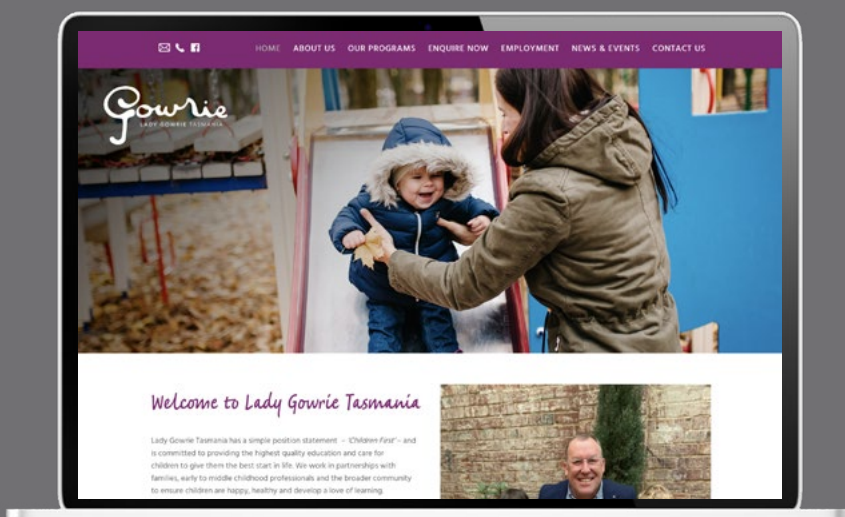 HOME ABOUT US OUR PROGRAMS ENQUIRE NOW EMPLOYMENT NEWS & EVENTS CONTACT US
Gowrie
LADY GOWRIE TASMANIA
Welcome to Lady Gowrie Tasmania
Lady Gowrie Tasmania has a simple position statement – 'Children First' – and
is committed to providing the highest quality education and care for
children to give them the best start in life. We work in partnerships with
families, early to middle childhood professionals and the broader community
to ensure children are happy, healthy and develop a love of learning.